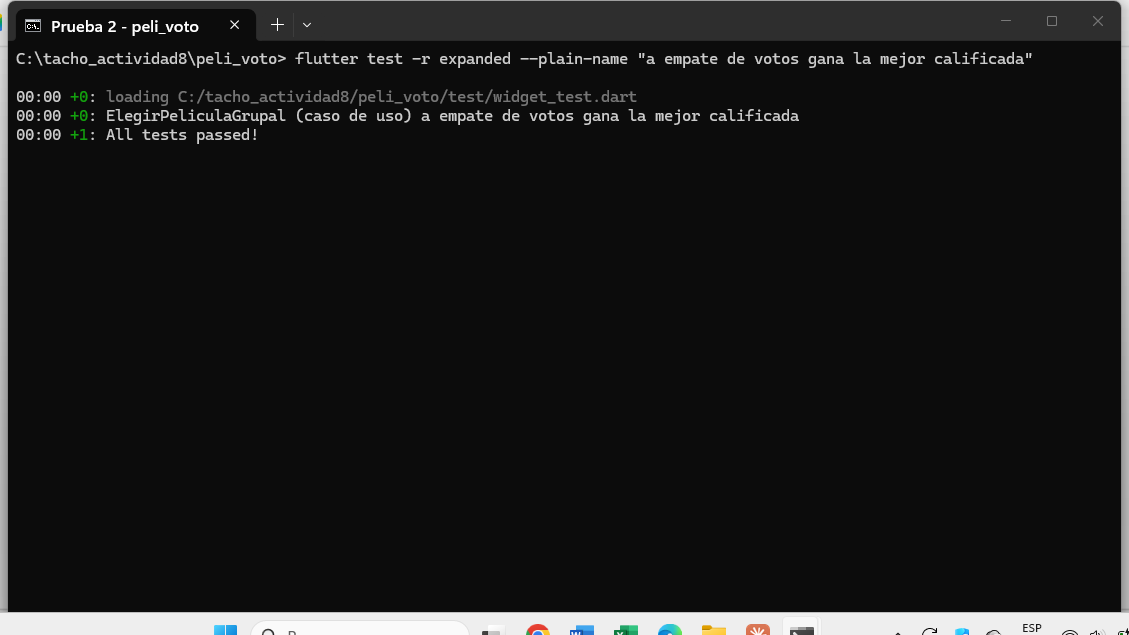 Prueba 2 - peli_voto
C:\tacho_actividad8\peli_voto> flutter test -r expanded --plain-name "a empate de votos gana la mejor calificada"
00:00 +0: loading C:/tacho_actividad8/peli_voto/test/widget_test.dart
00:00 +0: ElegirPeliculaGrupal (caso de uso) a empate de votos gana la mejor calificada
00:00 +1: All tests passed!
ESP